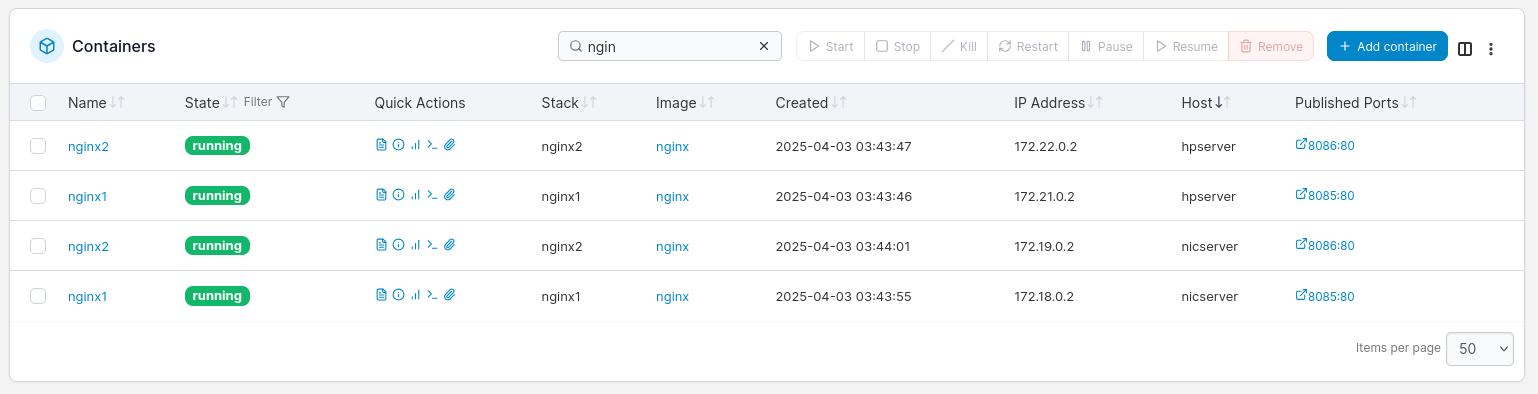 Containers ngin Start Stop Kill Restart Pause Resume Remove Add container
Name State Filter Quick Actions Stack Image Created IP Address Host Published Ports
nginx2 running nginx2 nginx 2025-04-03 03:43:47 172.22.0.2 hpserver 8086:80
nginx1 running nginx1 nginx 2025-04-03 03:43:46 172.21.0.2 hpserver 8085:80
nginx2 running nginx2 nginx 2025-04-03 03:44:01 172.19.0.2 nicserver 8086:80
nginx1 running nginx1 nginx 2025-04-03 03:43:55 172.18.0.2 nicserver 8085:80
Items per page 50